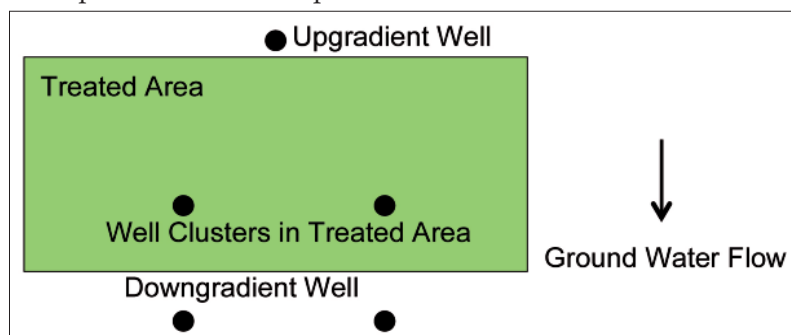 Upgradient Well
Treated Area
Well Clusters in Treated Area
Ground Water Flow
Downgradient Well